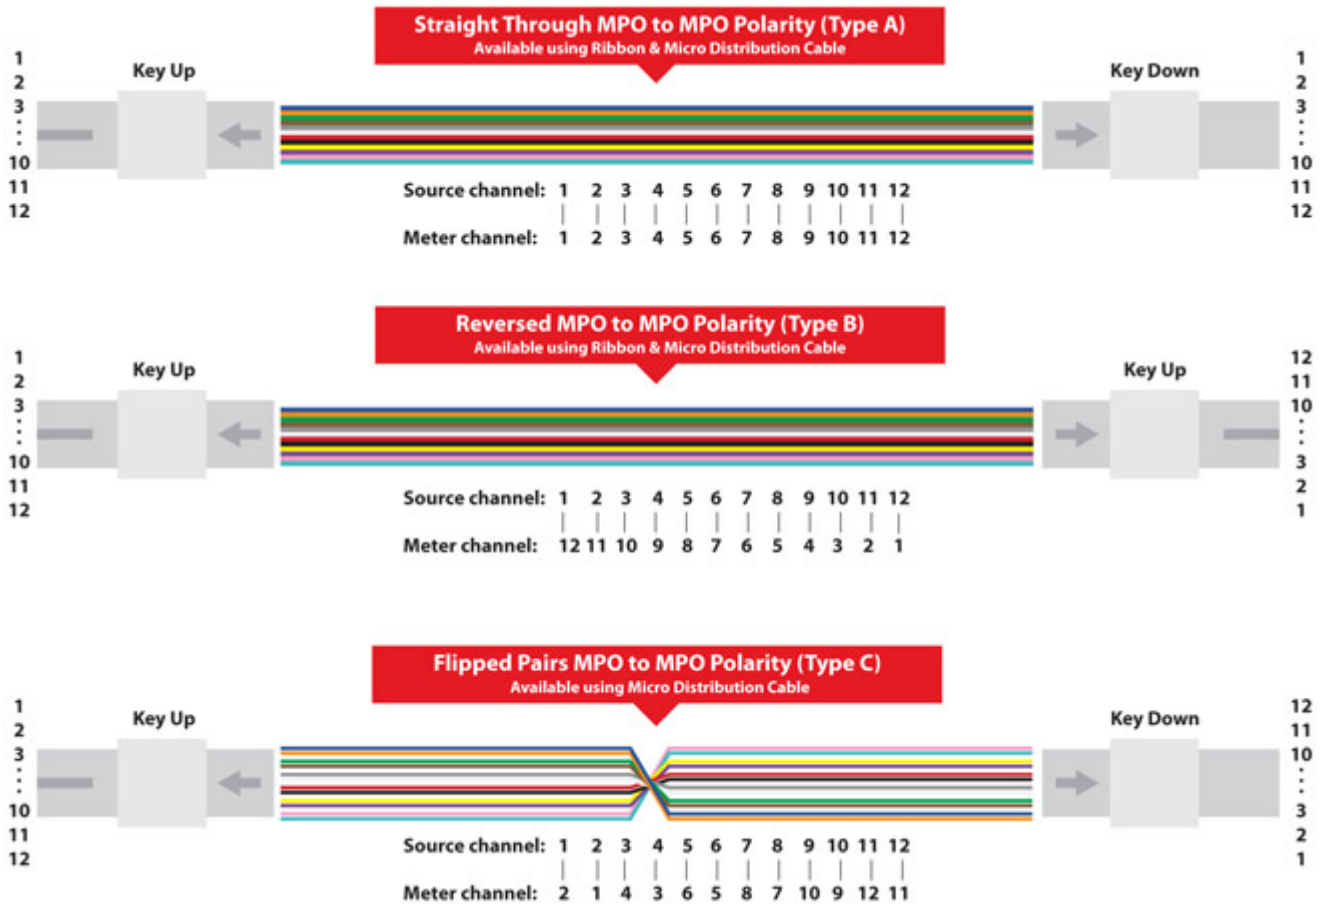 Straight Through MPO to MPO Polarity (Type A)
Available using Ribbon & Micro Distribution Cable
Key Up
Key Down
1
2
3
:
:
10
11
12
1
2
3
:
:
10
11
12
Source channel: 1 2 3 4 5 6 7 8 9 10 11 12
Meter channel: 1 2 3 4 5 6 7 8 9 10 11 12
Reversed MPO to MPO Polarity (Type B)
Available using Ribbon & Micro Distribution Cable
Key Up
Key Up
1
2
3
:
:
10
11
12
12
11
10
:
:
3
2
1
Source channel: 1 2 3 4 5 6 7 8 9 10 11 12
Meter channel: 12 11 10 9 8 7 6 5 4 3 2 1
Flipped Pairs MPO to MPO Polarity (Type C)
Available using Micro Distribution Cable
Key Up
Key Down
1
2
3
:
:
10
11
12
12
11
10
:
:
3
2
1
Source channel: 1 2 3 4 5 6 7 8 9 10 11 12
Meter channel: 2 1 4 3 6 5 8 7 10 9 12 11